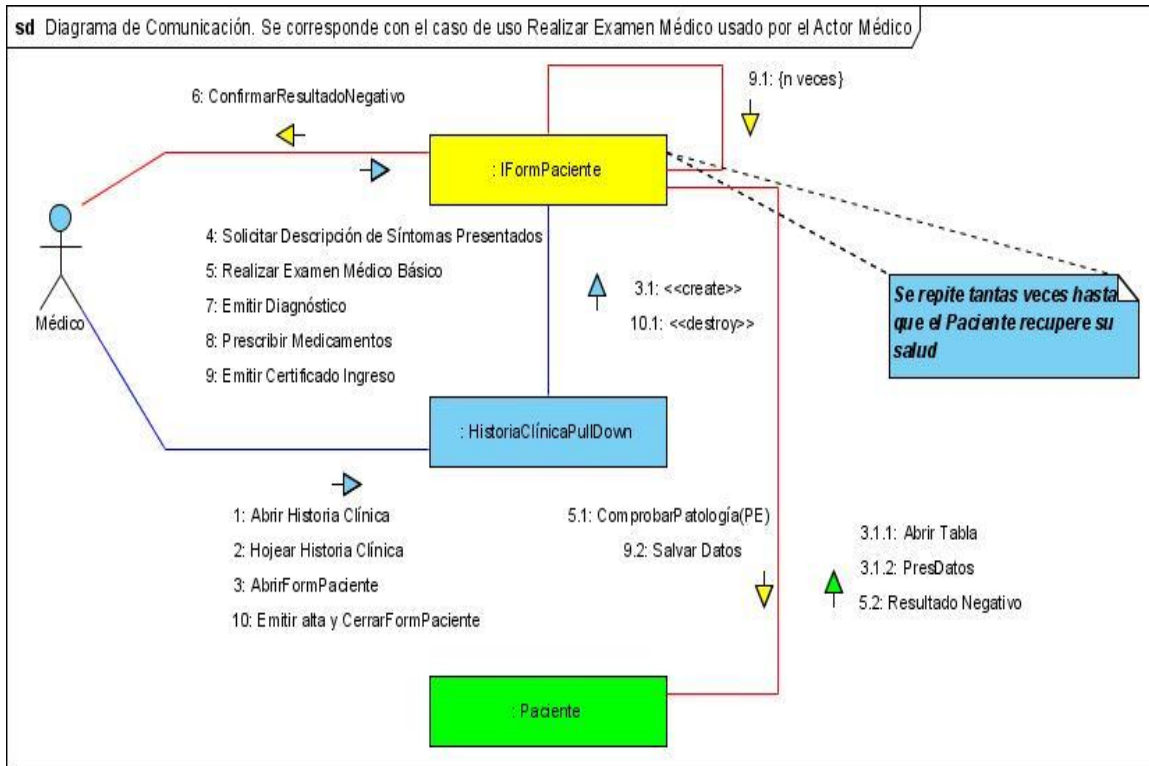 sd Diagrama de Comunicación. Se corresponde con el caso de uso Realizar Examen Médico usado por el Actor Médico
9.1: {n veces}
6: ConfirmarResultadoNegativo
: IFormPaciente
4: Solicitar Descripción de Síntomas Presentados
5: Realizar Examen Médico Básico
7: Emitir Diagnóstico
8: Prescribir Medicamentos
9: Emitir Certificado Ingreso
3.1: <<create>>
10.1: <<destroy>>
Se repite tantas veces hasta
que el Paciente recupere su
salud
Médico
: HistoriaClínicaPullDown
1: Abrir Historia Clínica
2: Hojear Historia Clínica
3: AbrirFormPaciente
10: Emitir alta y CerrarFormPaciente
5.1: ComprobarPatología(PE)
9.2: Salvar Datos
3.1.1: Abrir Tabla
3.1.2: PresDatos
5.2: Resultado Negativo
: Paciente